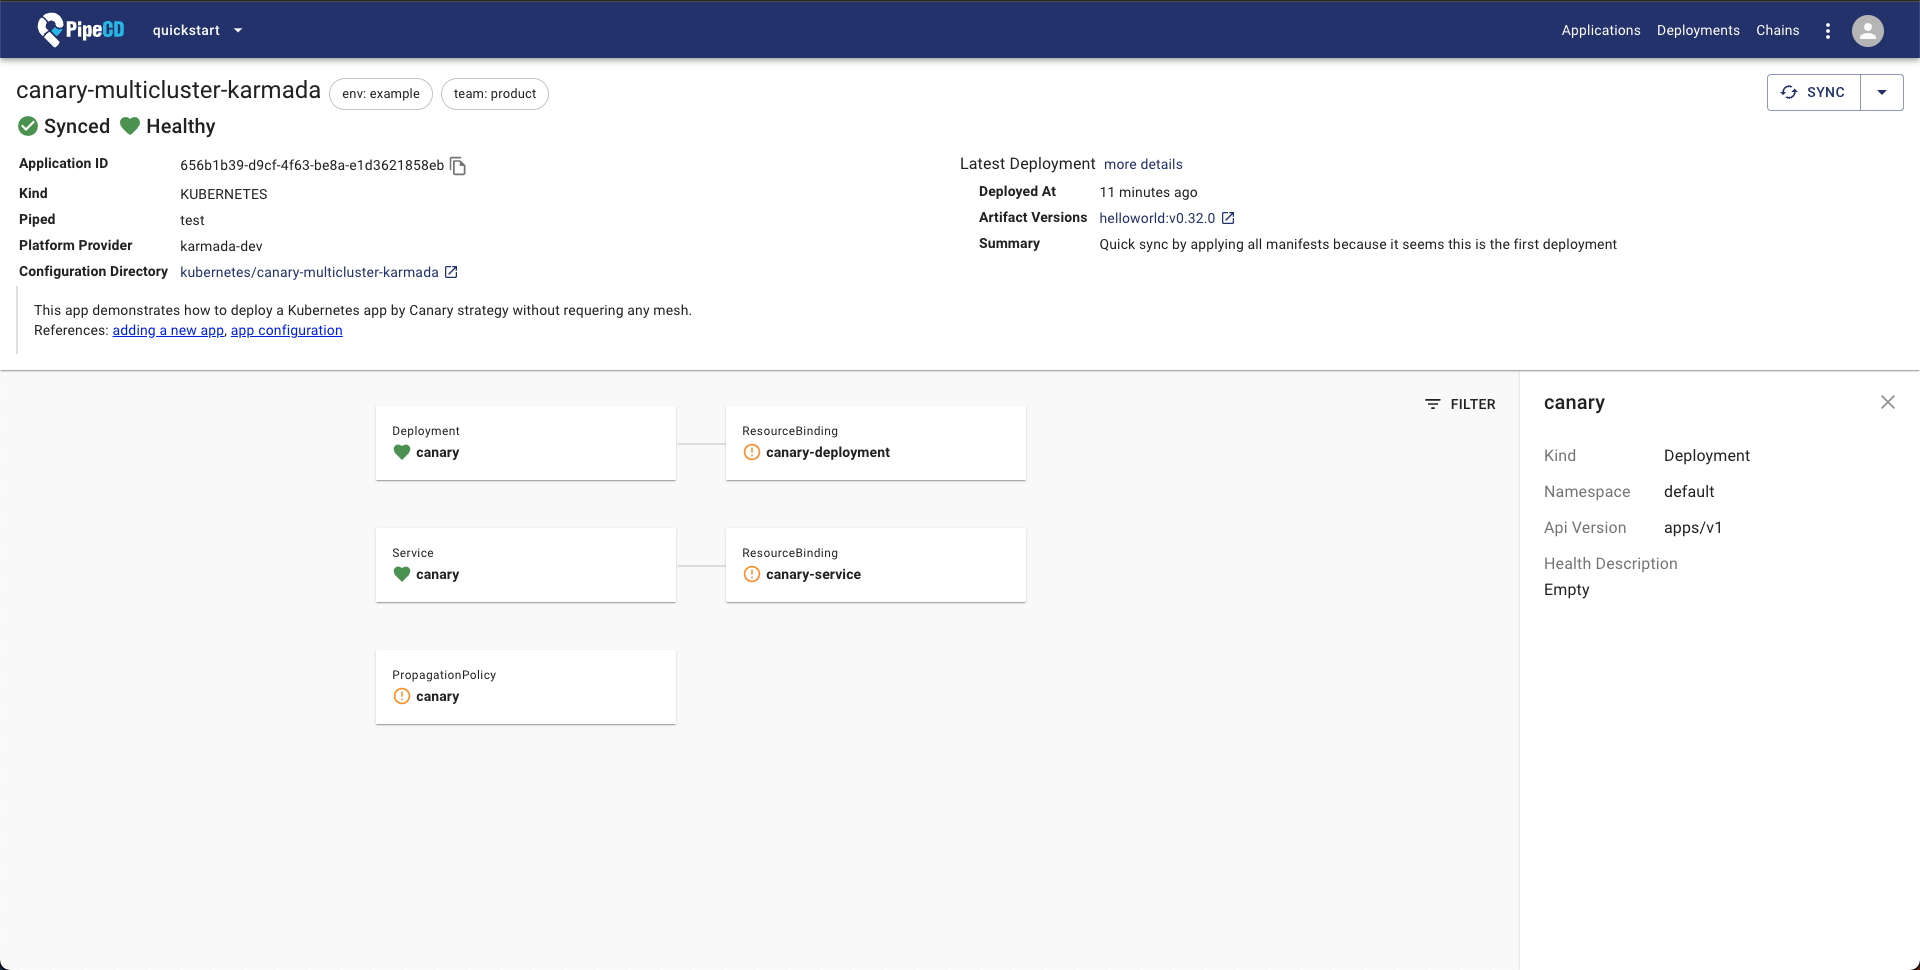 PipeCD quickstart Applications Deployments Chains
canary-multicluster-karmada env: example team: product SYNC
Synced Healthy
Application ID 656b1b39-d9cf-4f63-be8a-e1d3621858eb
Kind KUBERNETES
Piped test
Platform Provider karmada-dev
Configuration Directory kubernetes/canary-multicluster-karmada
Latest Deployment more details
Deployed At 11 minutes ago
Artifact Versions helloworld:v0.32.0
Summary Quick sync by applying all manifests because it seems this is the first deployment
This app demonstrates how to deploy a Kubernetes app by Canary strategy without requering any mesh.
References: adding a new app, app configuration
FILTER
Deployment
canary
ResourceBinding
canary-deployment
Service
canary
ResourceBinding
canary-service
PropagationPolicy
canary
canary
Kind Deployment
Namespace default
Api Version apps/v1
Health Description
Empty